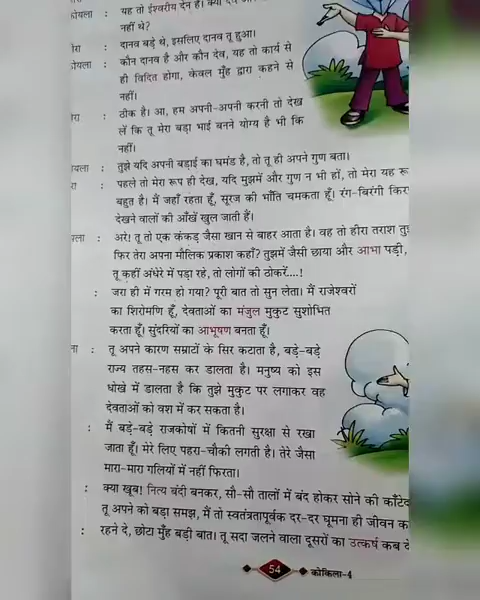 कोयला : यह तो ईश्वरीय देन है। क्या
नहीं थे?
दानव बड़े थे, इसलिए दानव तू हुआ।
कोयला : कौन दानव है और कौन देव, यह तो कार्य से
ही विदित होगा, केवल मुँह द्वारा कहने से
नहीं।
: ठीक है। आ, हम अपनी-अपनी करनी तो देख
लें कि तू मेरा बड़ा भाई बनने योग्य है भी कि
नहीं।
: तुझे यदि अपनी बड़ाई का घमंड है, तो तू ही अपने गुण बता।
: पहले तो मेरा रूप ही देख, यदि मुझमें और गुण न भी हों, तो मेरा यह
बहुत है। मैं जहाँ रहता हूँ, सूरज की भाँति चमकता हूँ। रंग-बिरंगी
देखने वालों की आँखें खुल जाती हैं।
: अरे! तू तो एक कंकड़ जैसा खान से बाहर आता है। वह तो हीरा तराश
फिर तेरा अपना मौलिक प्रकाश कहाँ? तुझमें जैसी छाया और आभा पड़ी,
तू कहीं अंधेरे में पड़ा रहे, तो लोगों की ठोकरें....!
: जरा ही में गरम हो गया? पूरी बात तो सुन लेता। मैं राजेश्वरों
का शिरोमणि हूँ, देवताओं का मंजुल मुकुट सुशोभित
करता हूँ। सुंदरियों का आभूषण बनता हूँ।
: तू अपने कारण सम्राटों के सिर कटाता है, बड़े-बड़े
राज्य तहस-नहस कर डालता है। मनुष्य को इस
धोखे में डालता है कि तुझे मुकुट पर लगाकर वह
देवताओं को वश में कर सकता है।
: मैं बड़े-बड़े राजकोषों में कितनी सुरक्षा से रखा
जाता हूँ। मेरे लिए पहरा-चौकी लगती है। तेरे जैसा
मारा-मारा गलियों में नहीं फिरता।
: क्या खूब! नित्य बंदी बनकर, सौ-सौ तालों में बंद होकर सोने की
तू अपने को बड़ा समझ, मैं तो स्वतंत्रतापूर्वक दर-दर घूमना ही जीवन
: रहने दे, छोटा मुँह बड़ी बात। तू सदा जलने वाला दूसरों का उत्कर्ष कब
54 कोकिला-4